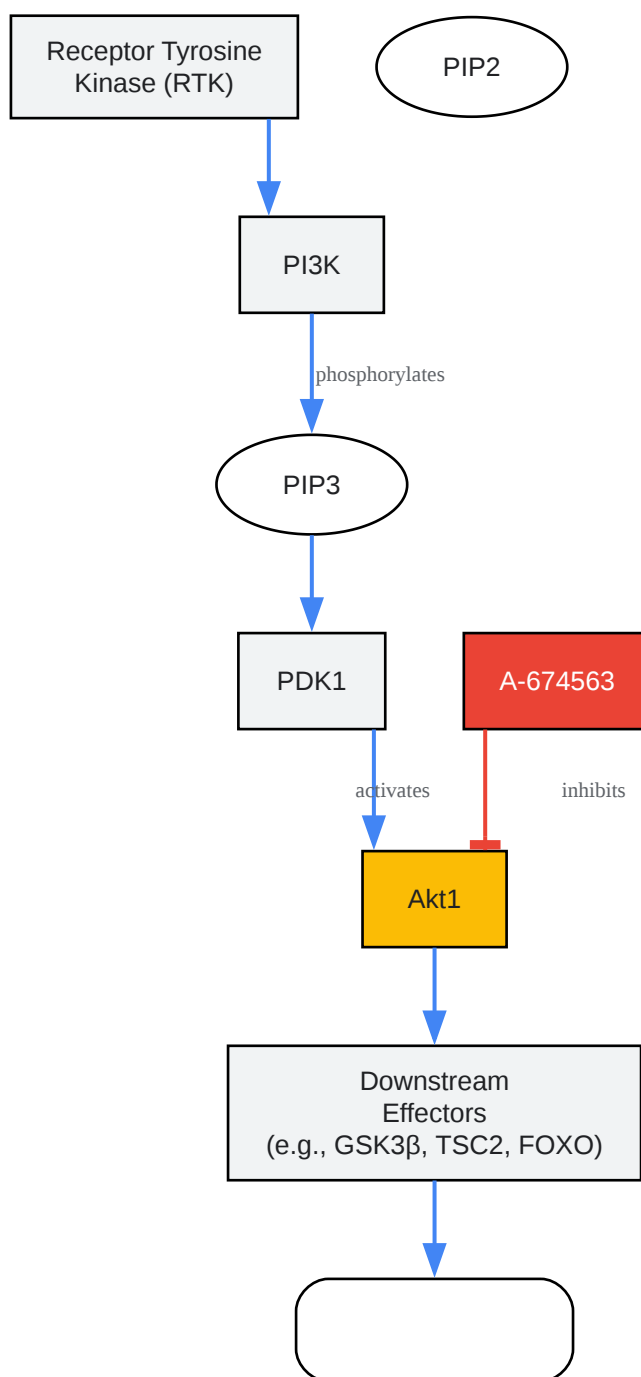 Receptor Tyrosine
Kinase (RTK)
PIP2
PI3K
phosphorylates
PIP3
PDK1
A-674563
activates
inhibits
Akt1
Downstream
Effectors
(e.g., GSK3β, TSC2, FOXO)